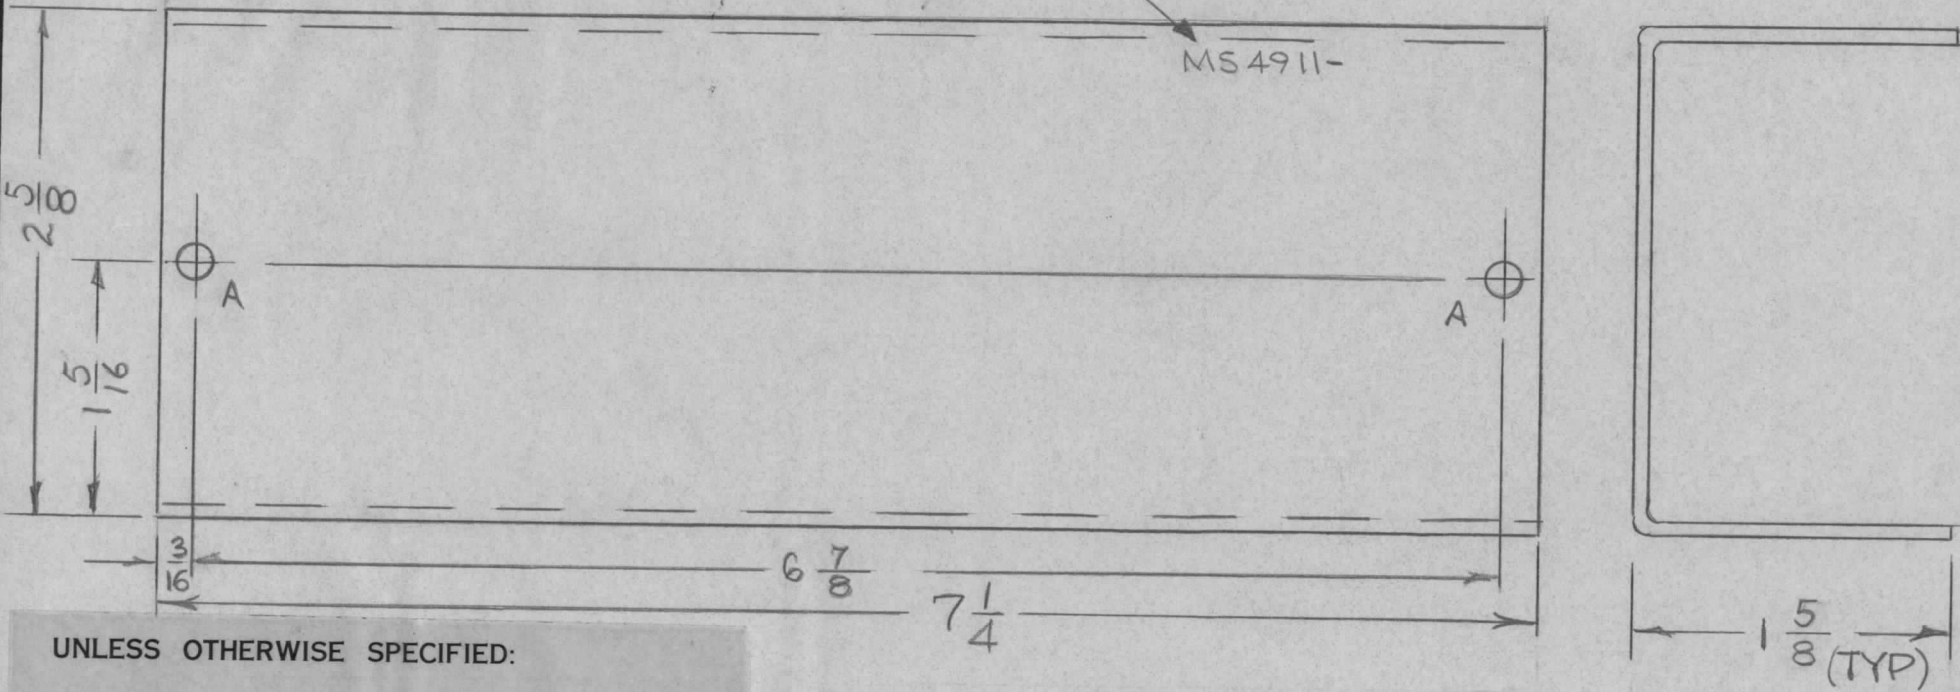 MS4911-
2 5/8
A
A
1 5/16
3/16
6 7/8
7 1/4
1 5/8 (TYP)
UNLESS OTHERWISE SPECIFIED: